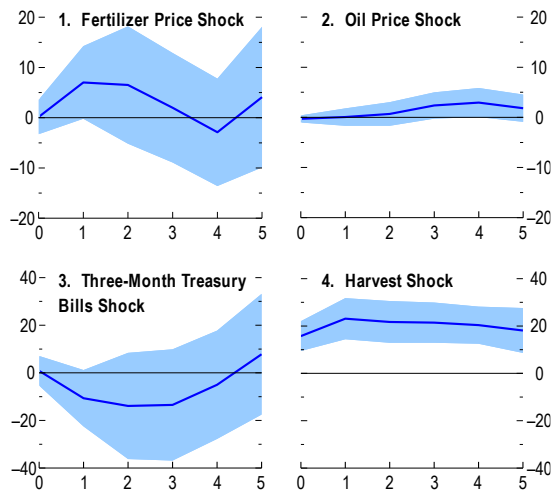 1. Fertilizer Price Shock
20
10
0
–10
–20
0 1 2 3 4 5
2. Oil Price Shock
20
10
0
–10
–20
0 1 2 3 4 5
3. Three-Month Treasury
Bills Shock
40
20
0
–20
–40
0 1 2 3 4 5
4. Harvest Shock
40
20
0
–20
–40
0 1 2 3 4 5